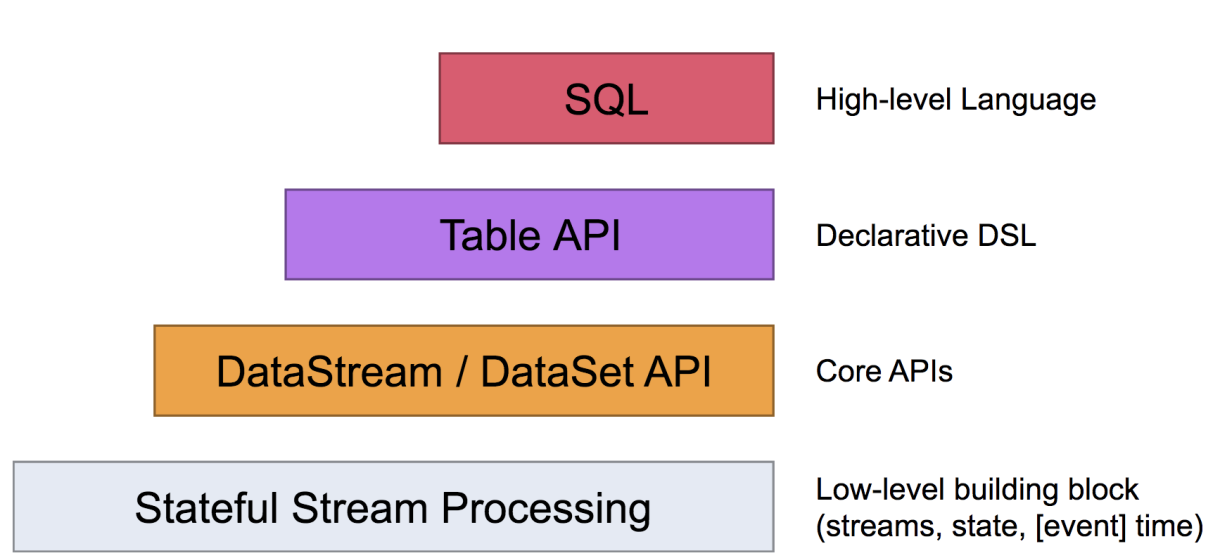 SQL
High-level Language
Table API
Declarative DSL
DataStream / DataSet API
Core APIs
Stateful Stream Processing
Low-level building block
(streams, state, [event] time)